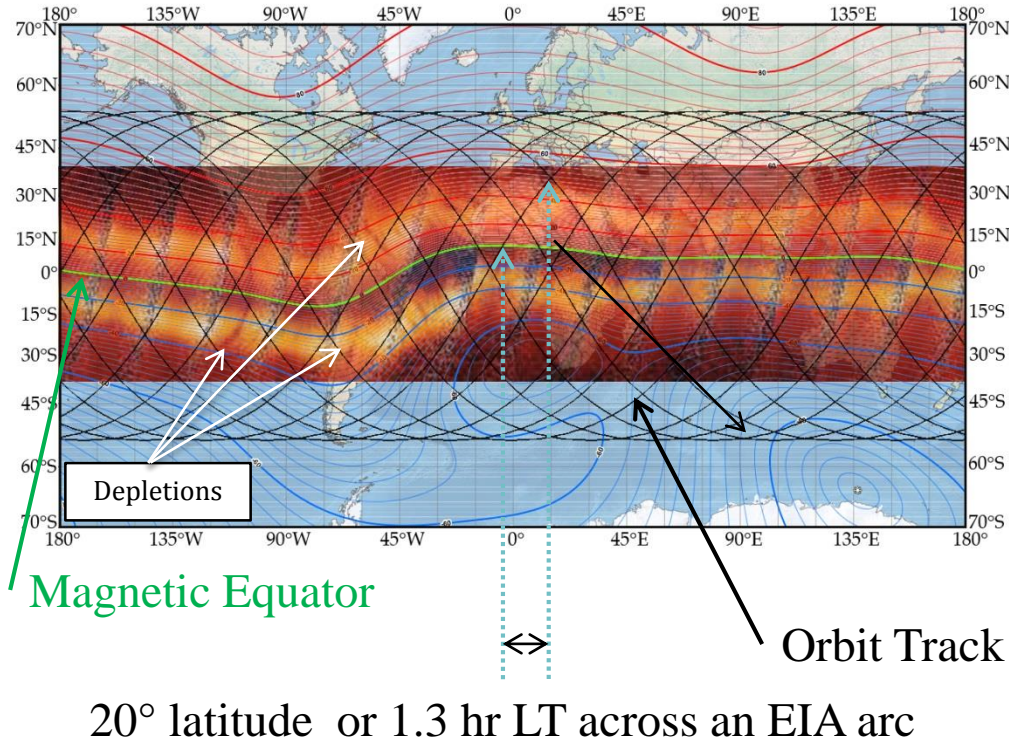 180° 135°W 90°W 45°W 0° 45°E 90°E 135°E 180°
70°N 70°N
60°N 60°N
45°N 45°N
30°N 30°N
15°N 15°N
0° 0°
15°S 15°S
30°S 30°S
45°S 45°S
60°S 60°S
70°S 70°S
Depletions
180° 135°W 90°W 45°W 0° 45°E 90°E 135°E 180°
Magnetic Equator
Orbit Track
20° latitude or 1.3 hr LT across an EIA arc